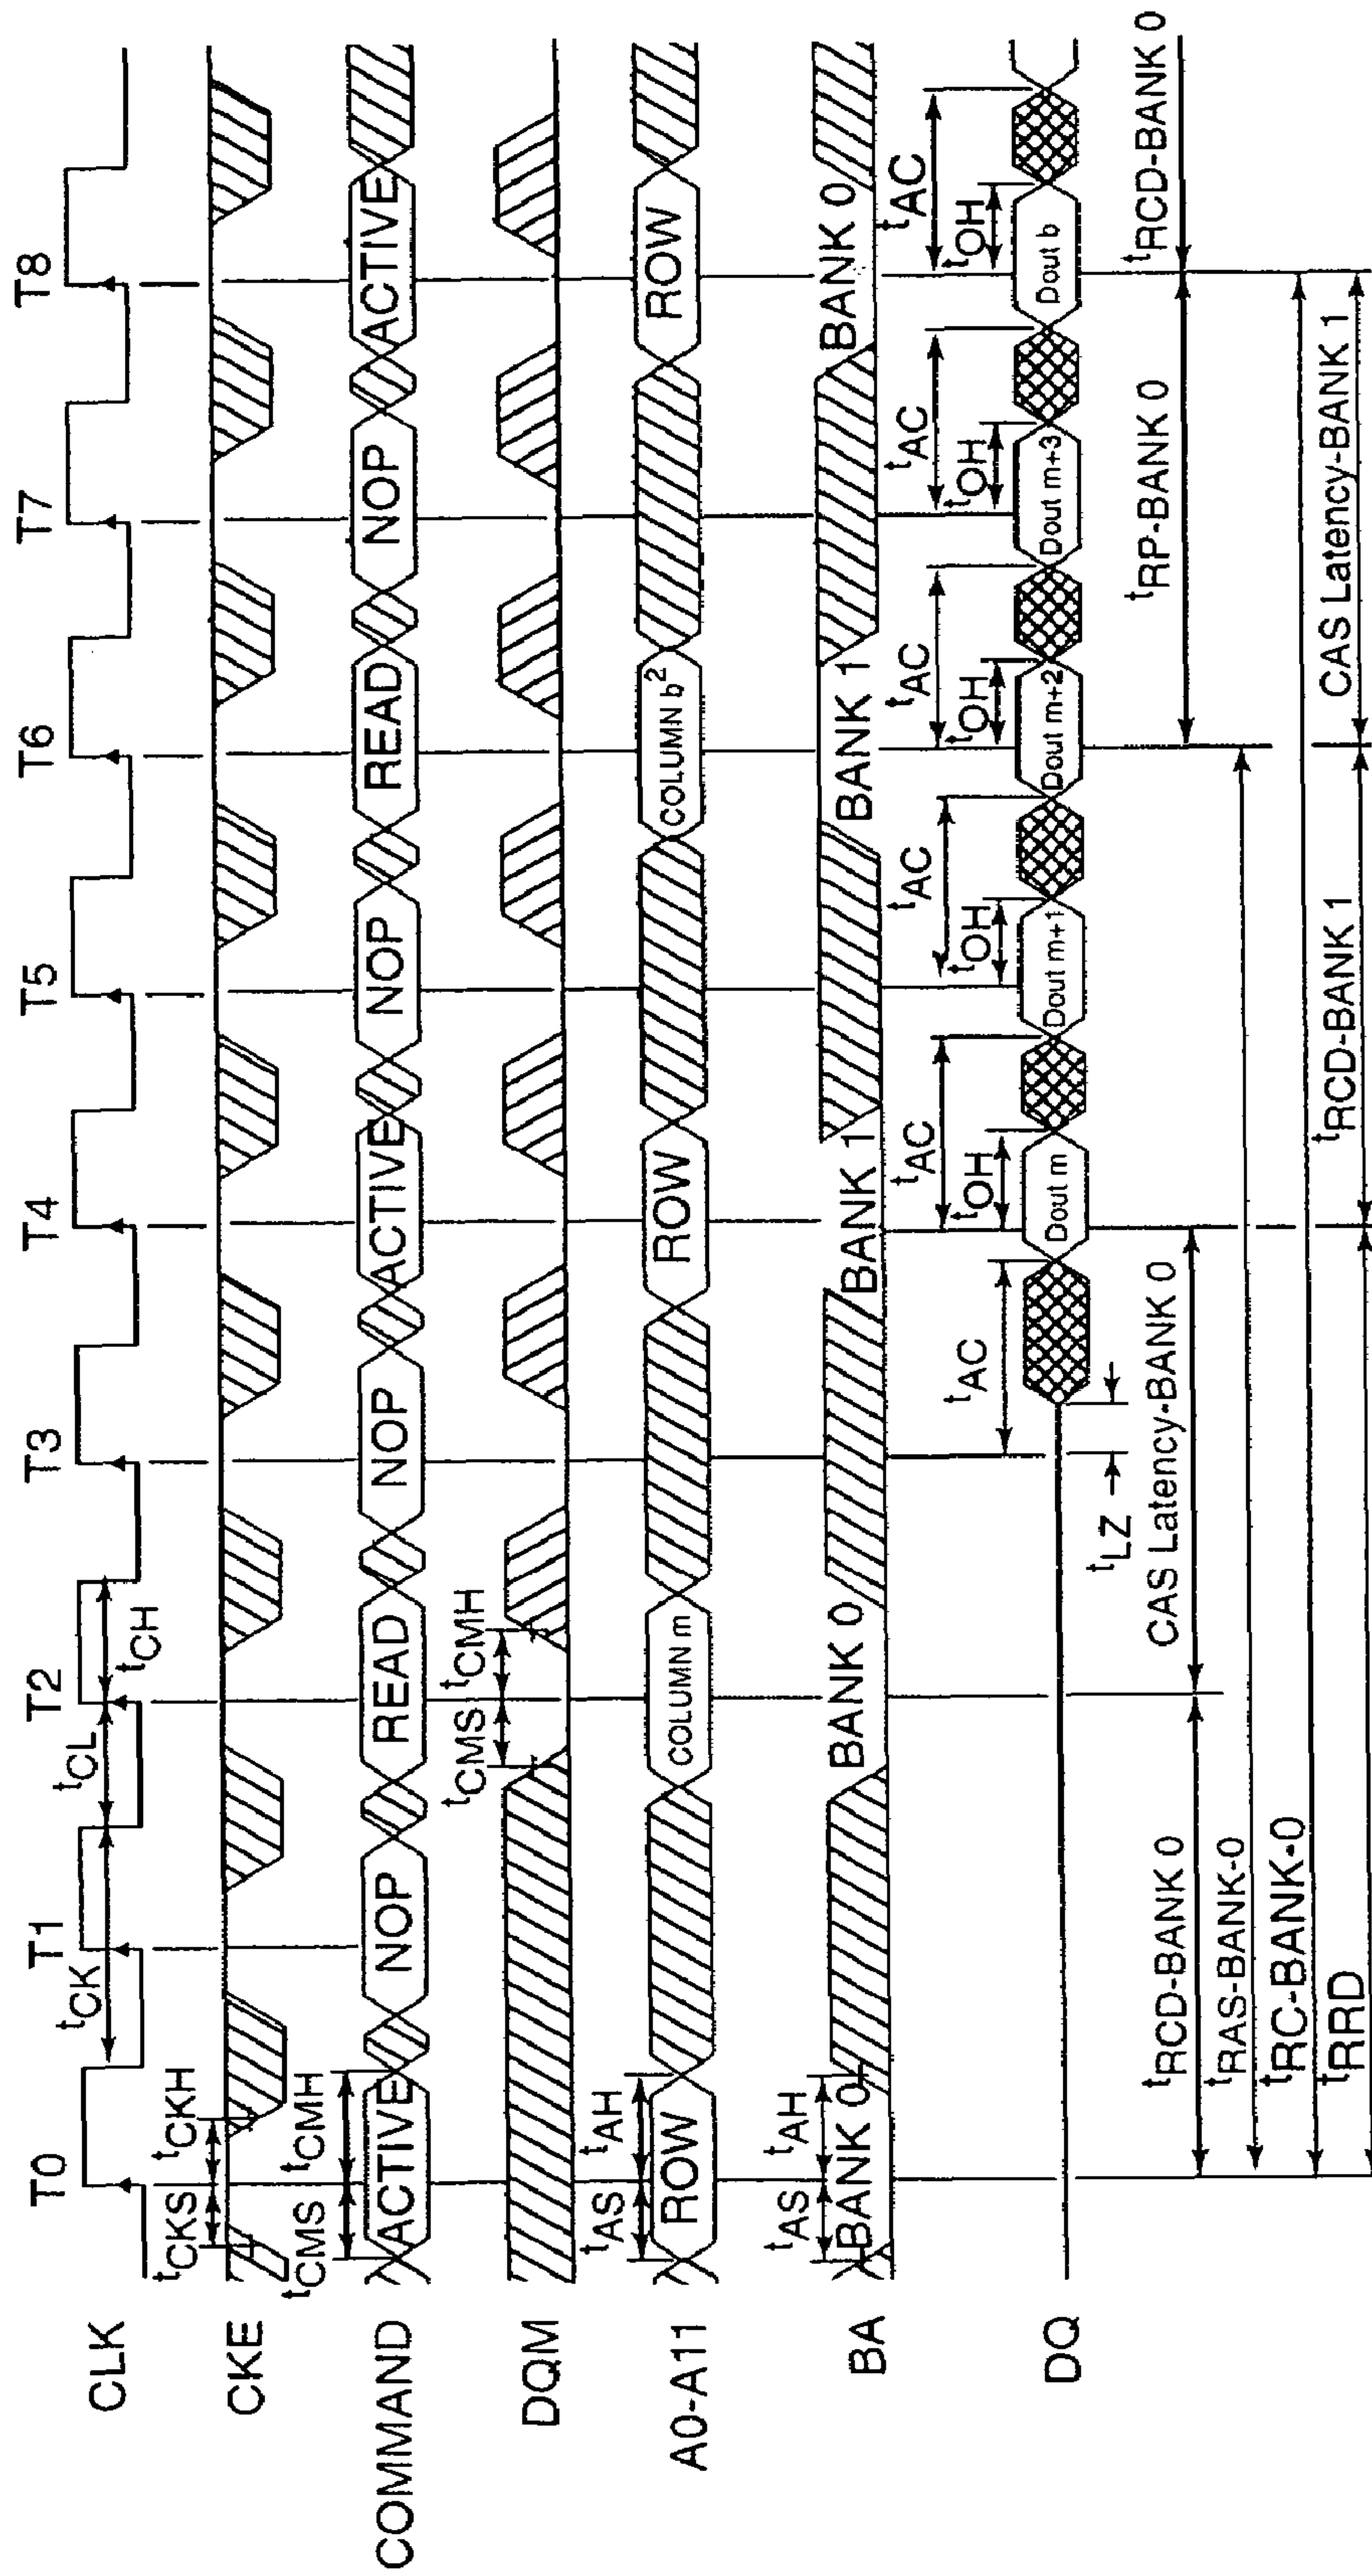 T0 T1 T2 T3 T4 T5 T6 T7 T8
CLK
tCK tCL tCH
tCKS tCKH
CKE
tCMS tCMH
COMMAND ACTIVE NOP READ NOP ACTIVE NOP READ NOP ACTIVE
tCMS tCMH
DQM
tAS tAH
A0-A11 ROW COLUMN m ROW COLUMN b² ROW
tAS tAH
BA BANK 0 BANK 0 BANK 1 BANK 1 BANK 0
tAC tAC tAC tAC tAC tAC
tOH tOH tOH tOH tOH
DQ Dout m Dout m+1 Dout m+2 Dout m+3 Dout b
tLZ
tRCD-BANK 0 CAS Latency-BANK 0 tRP-BANK 0 tRCD-BANK 0
tRAS-BANK-0
tRC-BANK-0
tRRD tRCD-BANK 1 CAS Latency-BANK 1